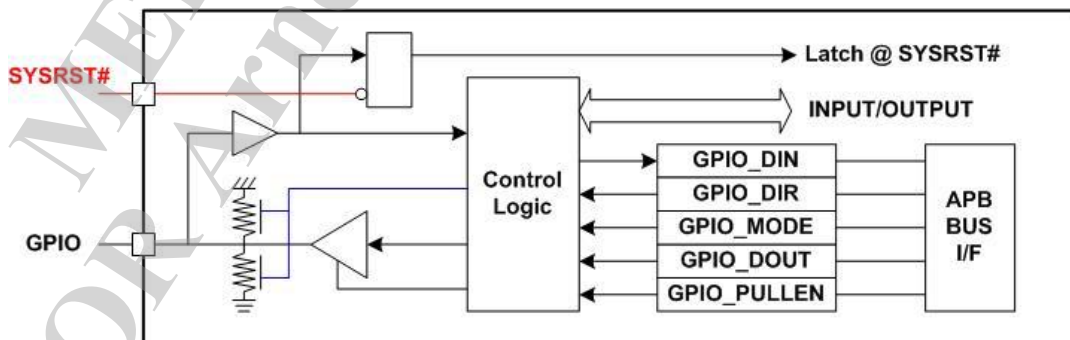 Latch @ SYSRST#
SYSRST#
INPUT/OUTPUT
GPIO_DIN
Control
Logic
GPIO_DIR
APB
BUS
I/F
GPIO
GPIO_MODE
GPIO_DOUT
GPIO_PULLEN